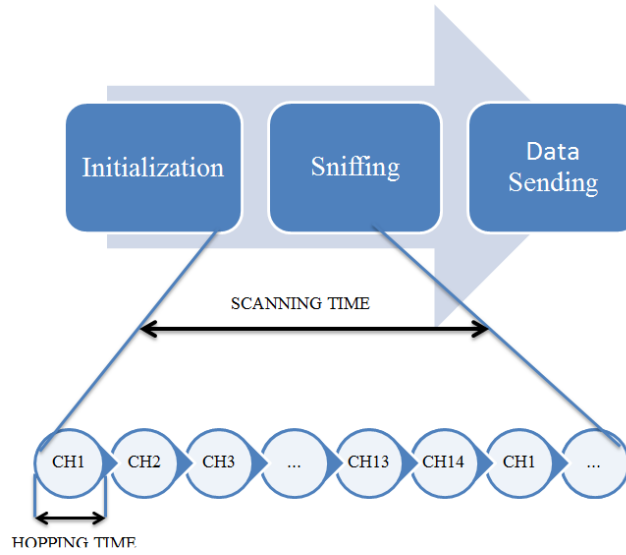 Initialization
Sniffing
Data
Sending
SCANNING TIME
CH1 CH2 CH3 ... CH13 CH14 CH1 ...
HOPPING TIME